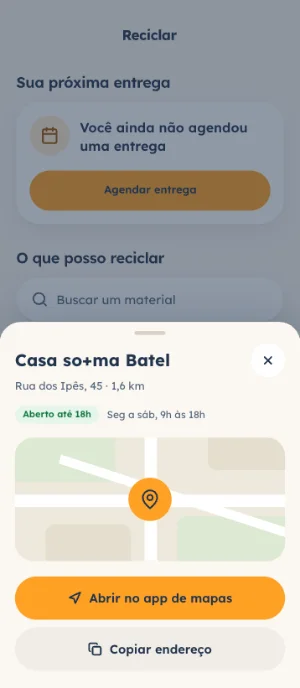 Reciclar
Sua próxima entrega
Você ainda não agendou
uma entrega
Agendar entrega
O que posso reciclar
Buscar um material
Casa so+ma Batel
Rua dos Ipês, 45 · 1,6 km
Aberto até 18h
Seg a sáb, 9h às 18h
Abrir no app de mapas
Copiar endereço